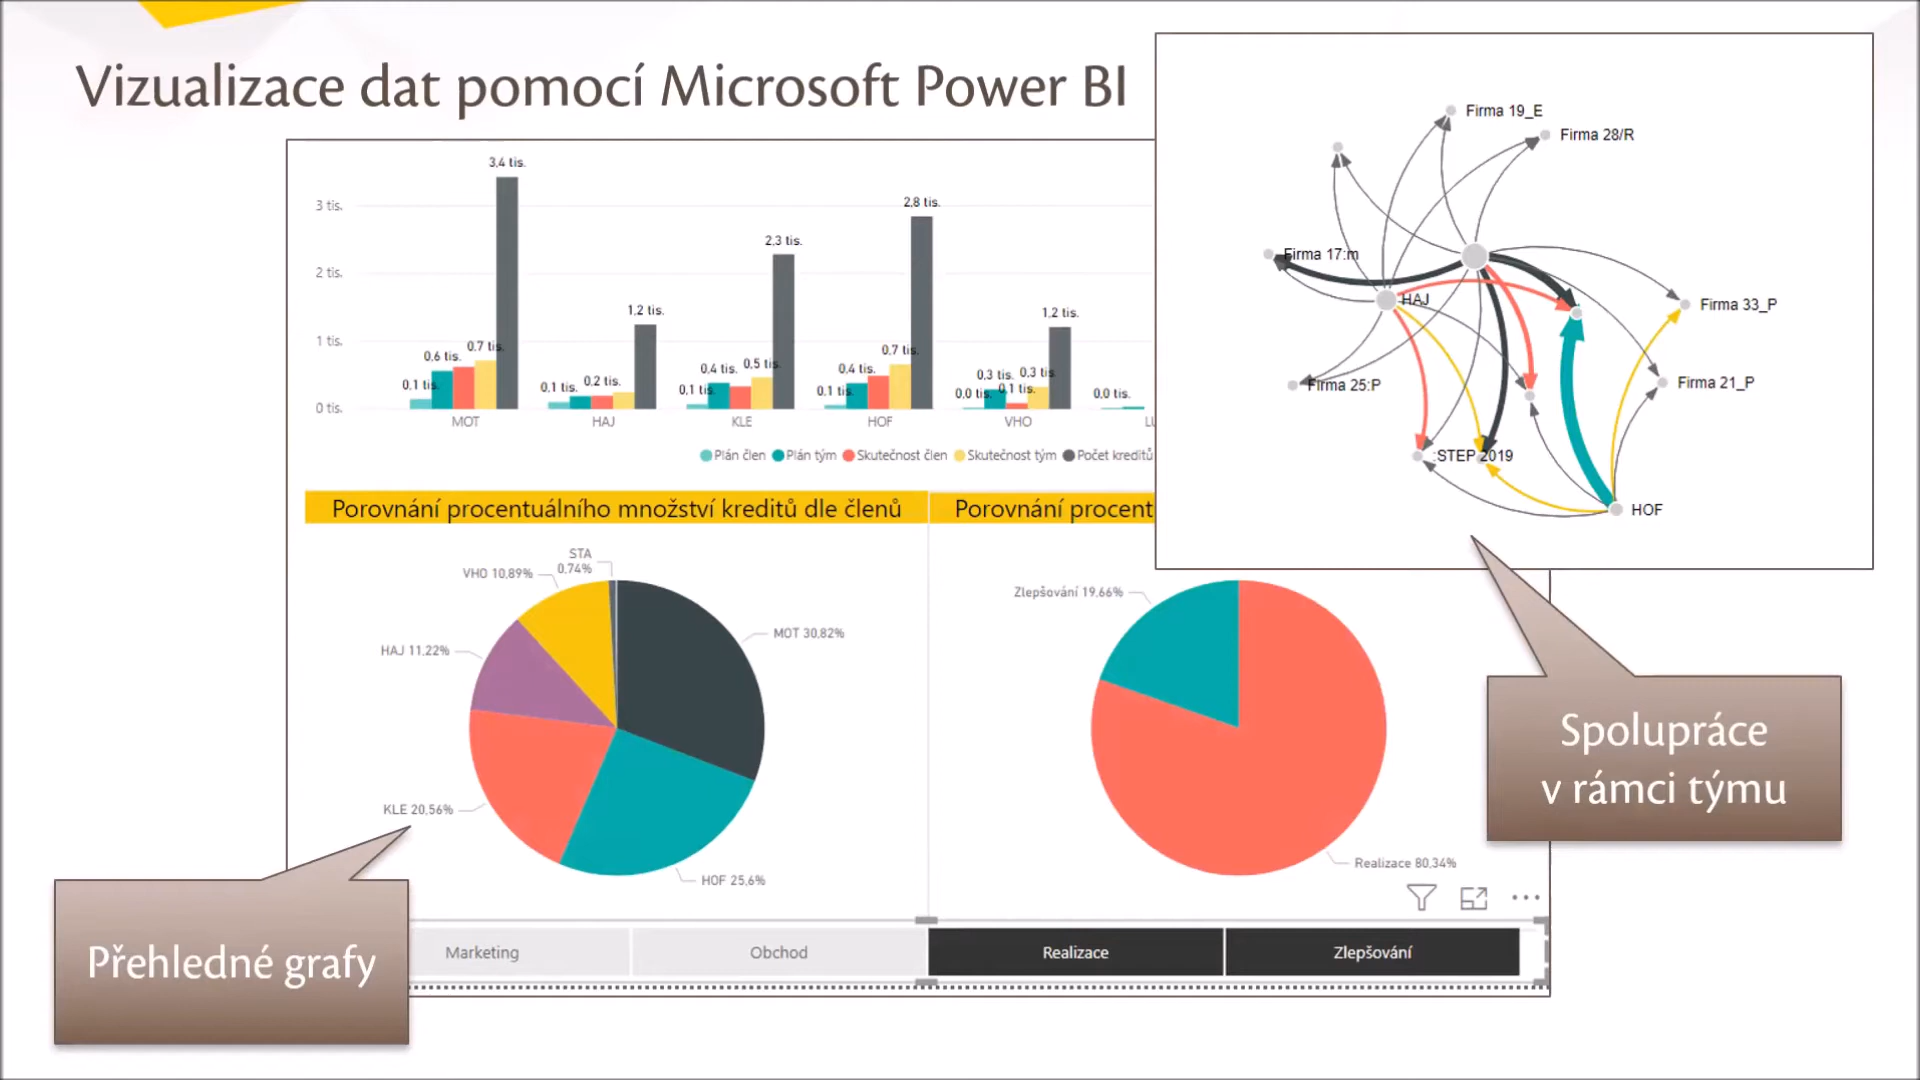 Vizualizace dat pomocí Microsoft Power BI
3 tis.
2 tis.
1 tis.
0 tis.
0.1 tis.
0.6 tis.
0.7 tis.
3,4 tis.
0.1 tis.
0.2 tis.
1,2 tis.
0,1 tis.
0.4 tis.
0.5 tis.
2,3 tis.
0.1 tis.
0.4 tis.
0.7 tis.
2,8 tis.
0.0 tis.
0.3 tis.
0.1 tis.
0.3 tis.
1,2 tis.
0.0 tis.
MOT
HAJ
KLE
HOF
VHO
Plán člen
Plán tým
Skutečnost člen
Skutečnost tým
Počet kreditů
Firma 19_E
Firma 28/R
Firma 17:m
HAJ
Firma 33_P
Firma 25:P
Firma 21_P
:STEP 2019
HOF
Porovnání procentuálního množství kreditů dle členů
Porovnání procent
STA
0,74%
VHO 10,89%
HAJ 11,22%
MOT 30,82%
KLE 20,56%
HOF 25,6%
Zlepšování 19,66%
Realizace 80,34%
Spolupráce
v rámci týmu
Přehledné grafy
Marketing
Obchod
Realizace
Zlepšování